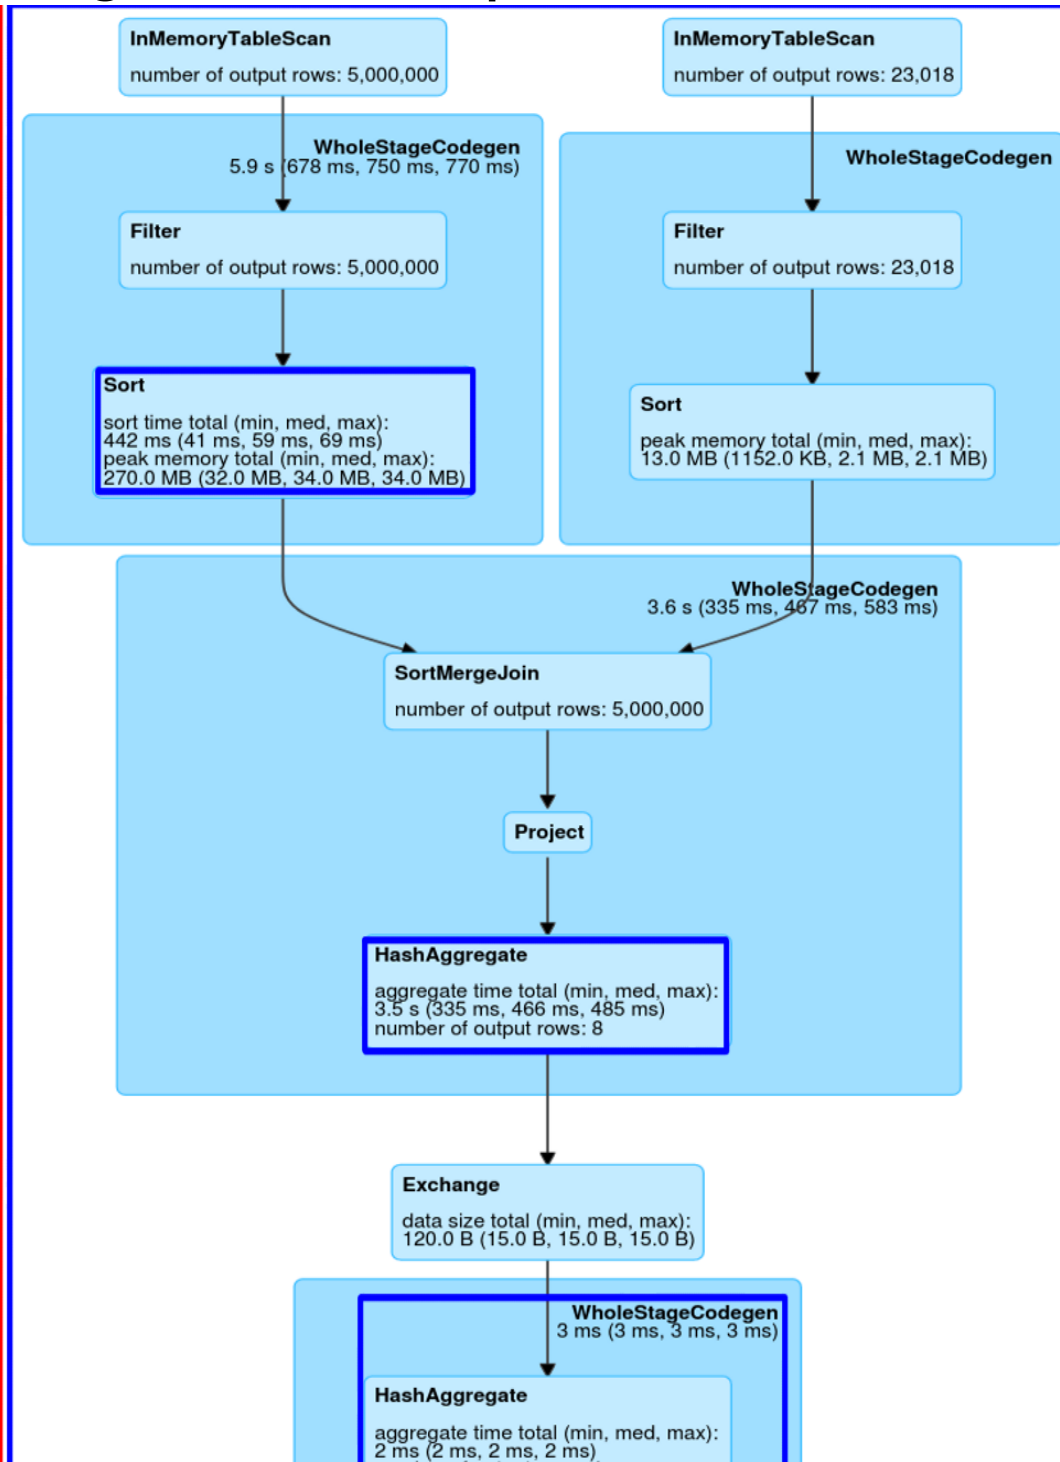 InMemoryTableScan
number of output rows: 5,000,000
InMemoryTableScan
number of output rows: 23,018
WholeStageCodegen
5.9 s (678 ms, 750 ms, 770 ms)
WholeStageCodegen
Filter
number of output rows: 5,000,000
Filter
number of output rows: 23,018
Sort
sort time total (min, med, max):
442 ms (41 ms, 59 ms, 69 ms)
peak memory total (min, med, max):
270.0 MB (32.0 MB, 34.0 MB, 34.0 MB)
Sort
peak memory total (min, med, max):
13.0 MB (1152.0 KB, 2.1 MB, 2.1 MB)
WholeStageCodegen
3.6 s (335 ms, 467 ms, 583 ms)
SortMergeJoin
number of output rows: 5,000,000
Project
HashAggregate
aggregate time total (min, med, max):
3.5 s (335 ms, 466 ms, 485 ms)
number of output rows: 8
Exchange
data size total (min, med, max):
120.0 B (15.0 B, 15.0 B, 15.0 B)
WholeStageCodegen
3 ms (3 ms, 3 ms, 3 ms)
HashAggregate
aggregate time total (min, med, max):
2 ms (2 ms, 2 ms, 2 ms)